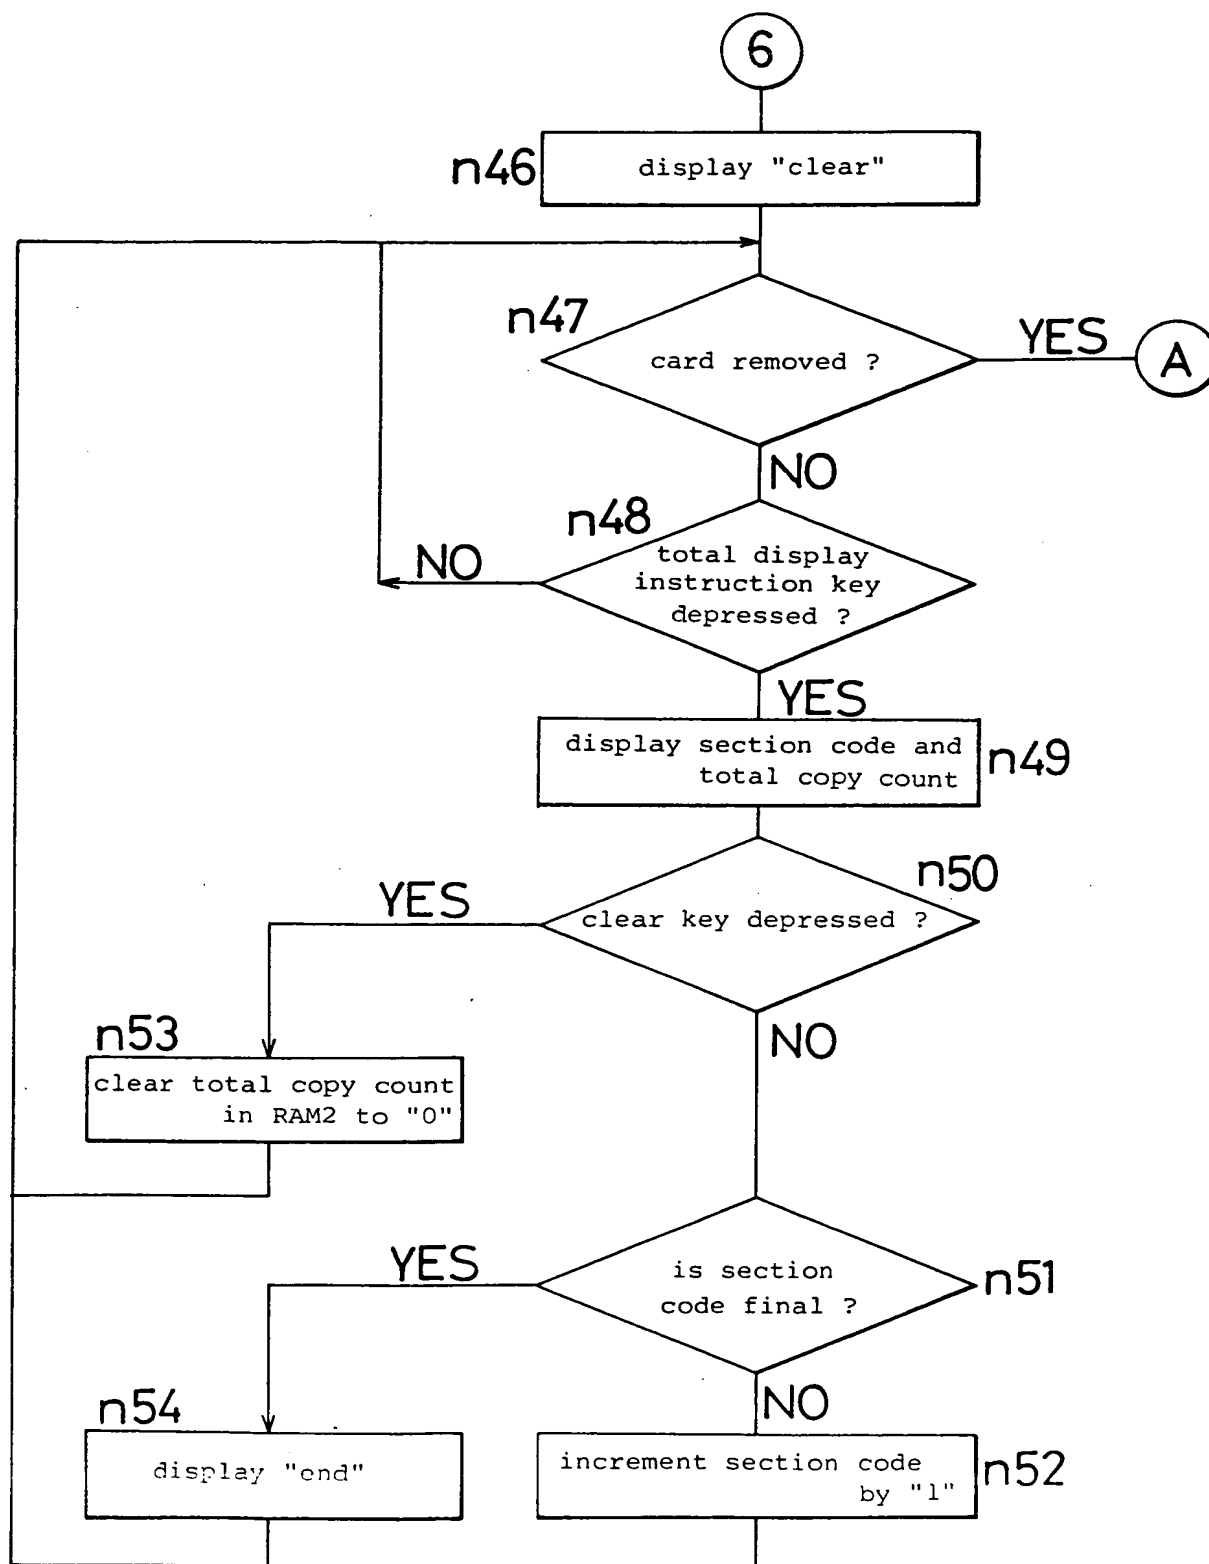 6
n46
display "clear"
n47
card removed ?
YES
A
NO
n48
total display
instruction key
depressed ?
NO
YES
display section code and
total copy count
n49
n50
YES
clear key depressed ?
n53
NO
clear total copy count
in RAM2 to "0"
YES
is section
code final ?
n51
n54
NO
display "end"
increment section code
by "1"
n52